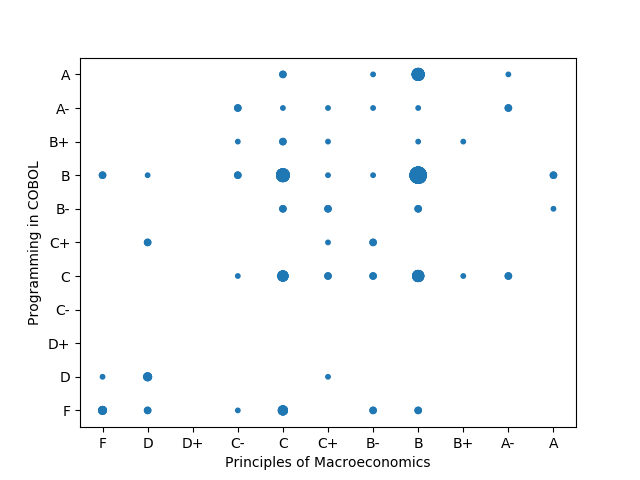 A
A-
B+
B
B-
C+
C
C-
D+
D
F
Programming in COBOL
F D D+ C- C C+ B- B B+ A- A
Principles of Macroeconomics